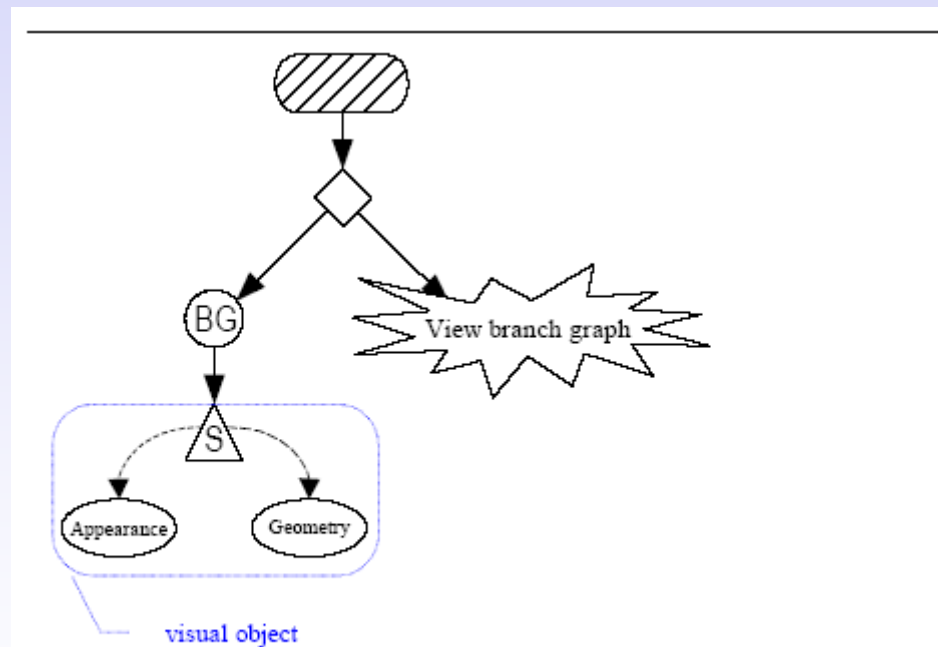 BG
View branch graph
S
Appearance
Geometry
visual object